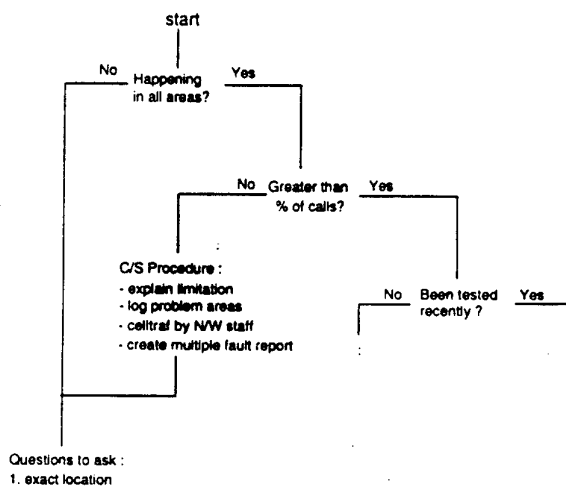 start
No
Yes
Happening
in all areas?
No
Yes
Greater than
% of calls?
C/S Procedure :
- explain limitation
- log problem areas
- celltraf by N/W staff
- create multiple fault report
No
Yes
Been tested
recently ?
Questions to ask :
1. exact location